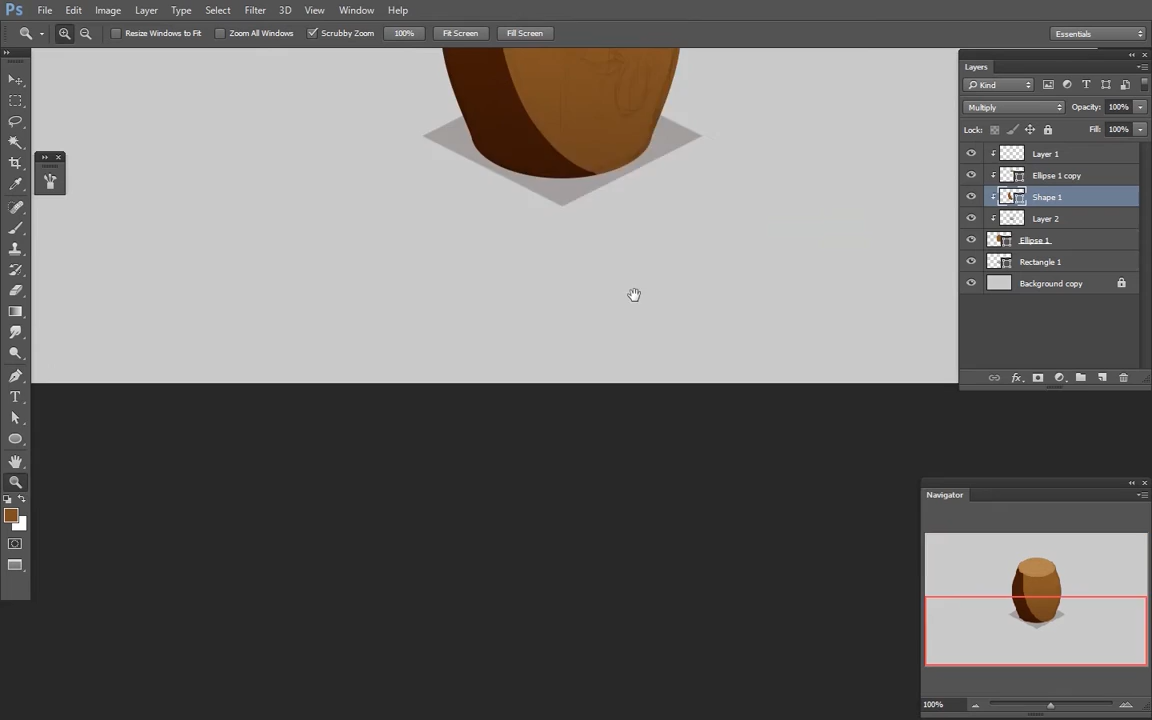 Ps File Edit Image Layer Type Select Filter 3D View Window Help
Resize Windows to Fit Zoom All Windows Scrubby Zoom 100% Fit Screen Fill Screen Essentials
Layers
Kind
Multiply Opacity: 100%
Lock: Fill: 100%
Layer 1
Ellipse 1 copy
Shape 1
Layer 2
Ellipse 1
Rectangle 1
Background copy
fx
T
Navigator
100%